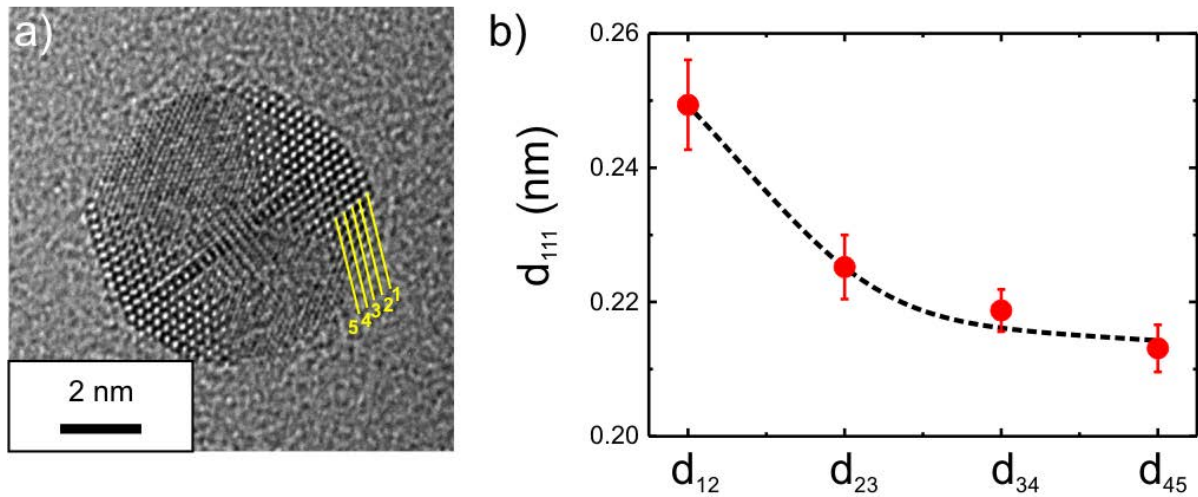 a)
1
2
3
4
5
2 nm
b)
0.26
0.24
0.22
0.20
d₁₁₁ (nm)
d₁₂ d₂₃ d₃₄ d₄₅